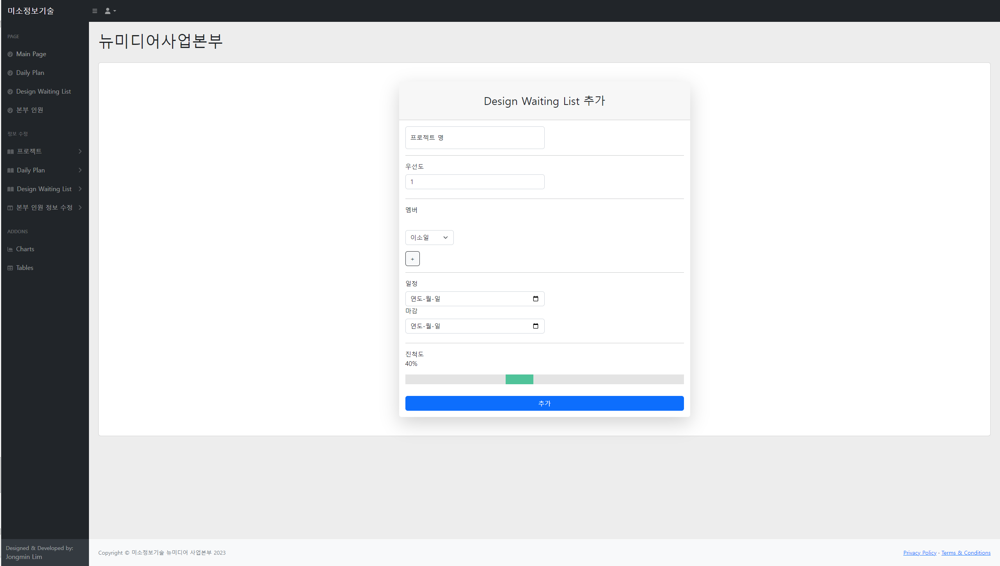 미소정보기술
PAGE
Main Page
Daily Plan
Design Waiting List
본부 인원
정보 수정
프로젝트
Daily Plan
Design Waiting List
본부 인원 정보 수정
ADDONS
Charts
Tables
Designed & Developed by:
Jongmin Lim
뉴미디어사업본부
Design Waiting List 추가
프로젝트 명
우선도
1
멤버
이소일
+
일정
연도-월-일
마감
연도-월-일
진척도
40%
추가
Copyright © 미소정보기술 뉴미디어 사업본부 2023
Privacy Policy · Terms & Conditions